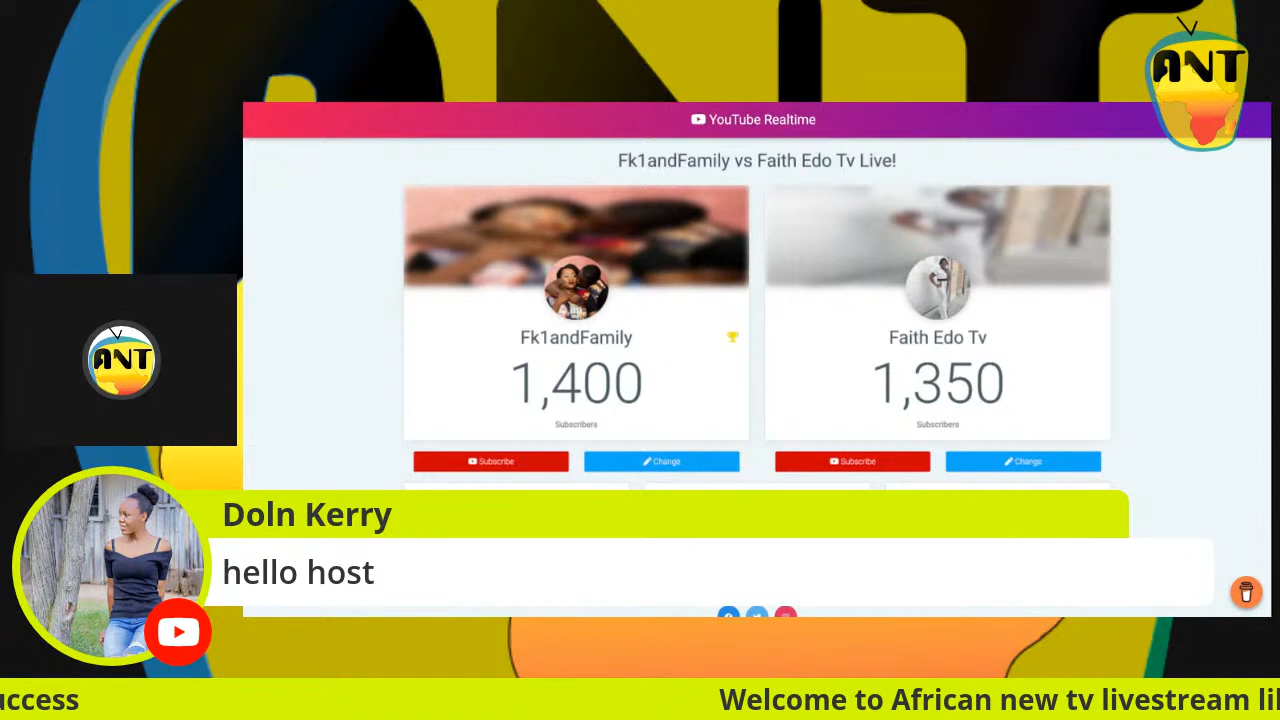 ANT
YouTube Realtime
Fk1andFamily vs Faith Edo Tv Live!
Fk1andFamily
1,400
Subscribers
Subscribe
Change
Faith Edo Tv
1,350
Subscribers
Subscribe
Change
ANT
Doln Kerry
hello host
uccess
Welcome to African new tv livestream li